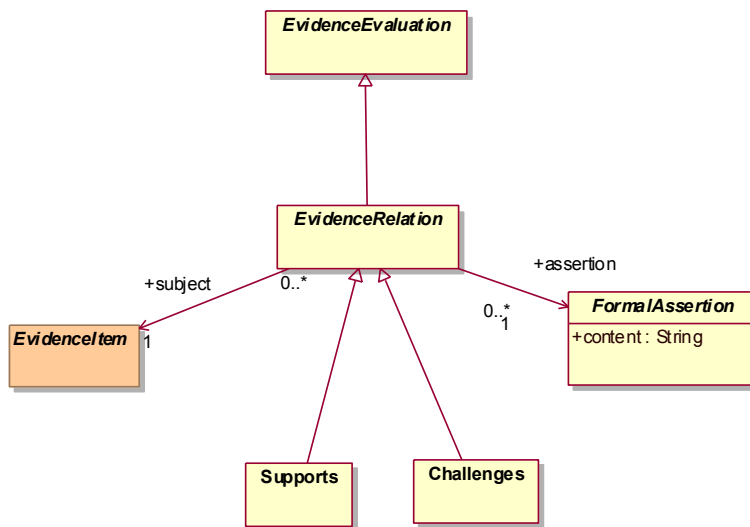 EvidenceEvaluation
EvidenceRelation
+subject
0..*
+assertion
0..*
1
EvidenceItem
1
FormalAssertion
+content : String
Supports
Challenges